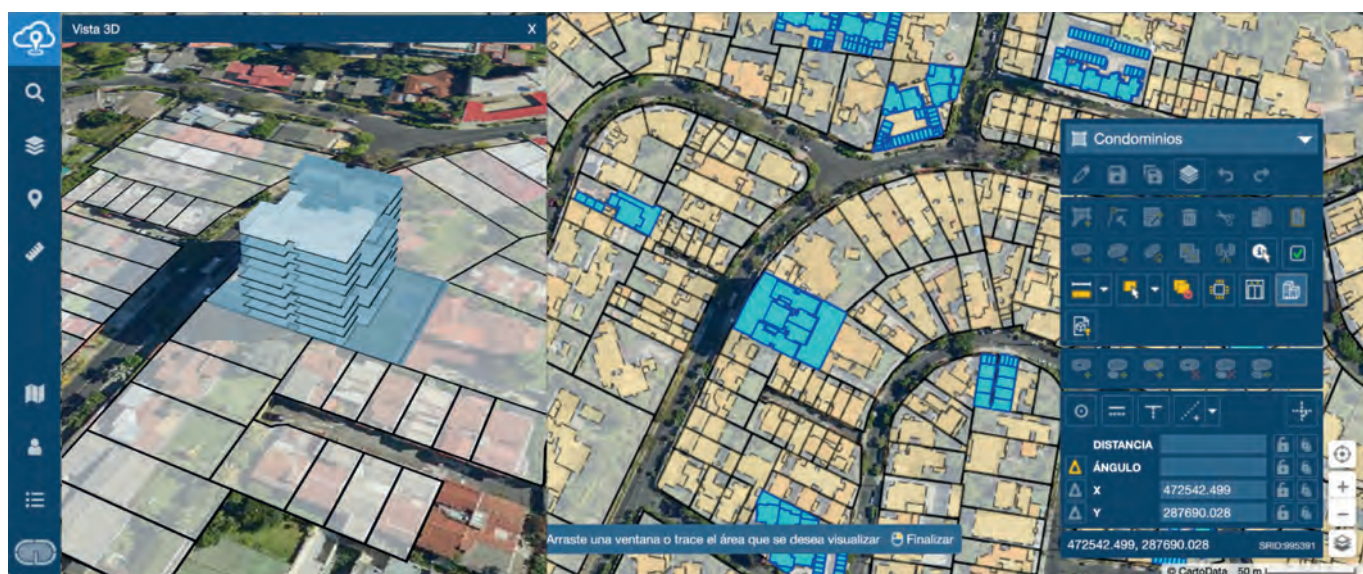 Vista 3D X
Condominios
DISTANCIA
ÁNGULO
X 472542.499
Y 287690.028
Arraste una ventana o trace el área que se desea visualizar Finalizar
472542.499, 287690.028 SRID:995391
© CartoData 50 m